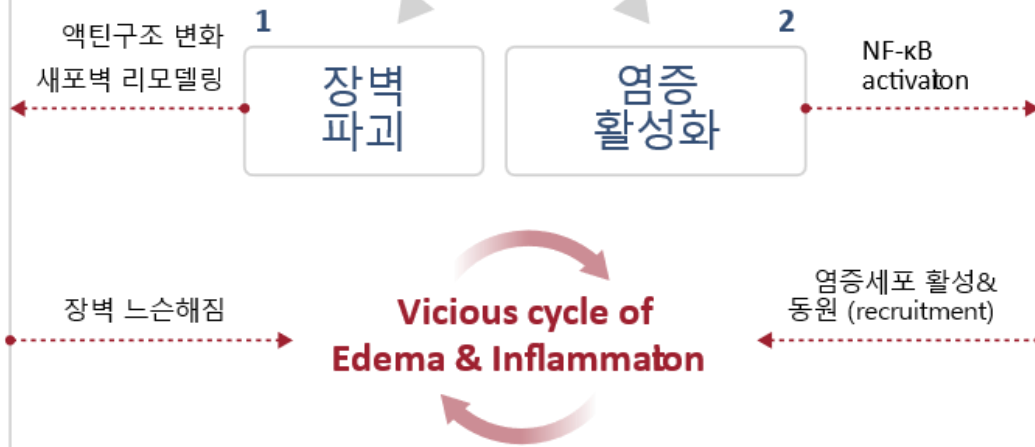 액틴구조 변화
새포벽 리모델링
1
장벽
파괴
2
염증
활성화
NF-κB
activaton
장벽 느슨해짐
Vicious cycle of
Edema & Inflammaton
염증세포 활성&
동원 (recruitment)